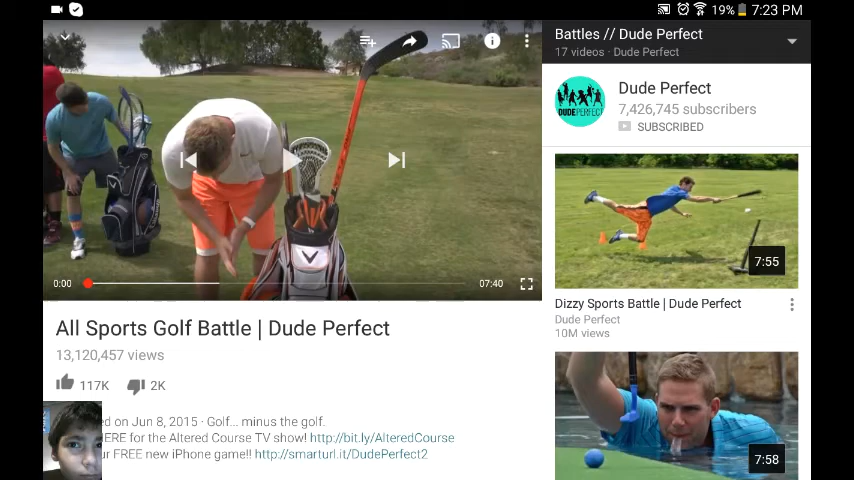 19% 7:23 PM
0:00
07:40
All Sports Golf Battle | Dude Perfect
13,120,457 views
117K 2K
ed on Jun 8, 2015 · Golf... minus the golf.
HERE for the Altered Course TV show! http://bit.ly/AlteredCourse
ur FREE new iPhone game!! http://smarturl.it/DudePerfect2
Battles // Dude Perfect
17 videos · Dude Perfect
DUDE PERFECT
Dude Perfect
7,426,745 subscribers
SUBSCRIBED
7:55
Dizzy Sports Battle | Dude Perfect
Dude Perfect
10M views
7:58